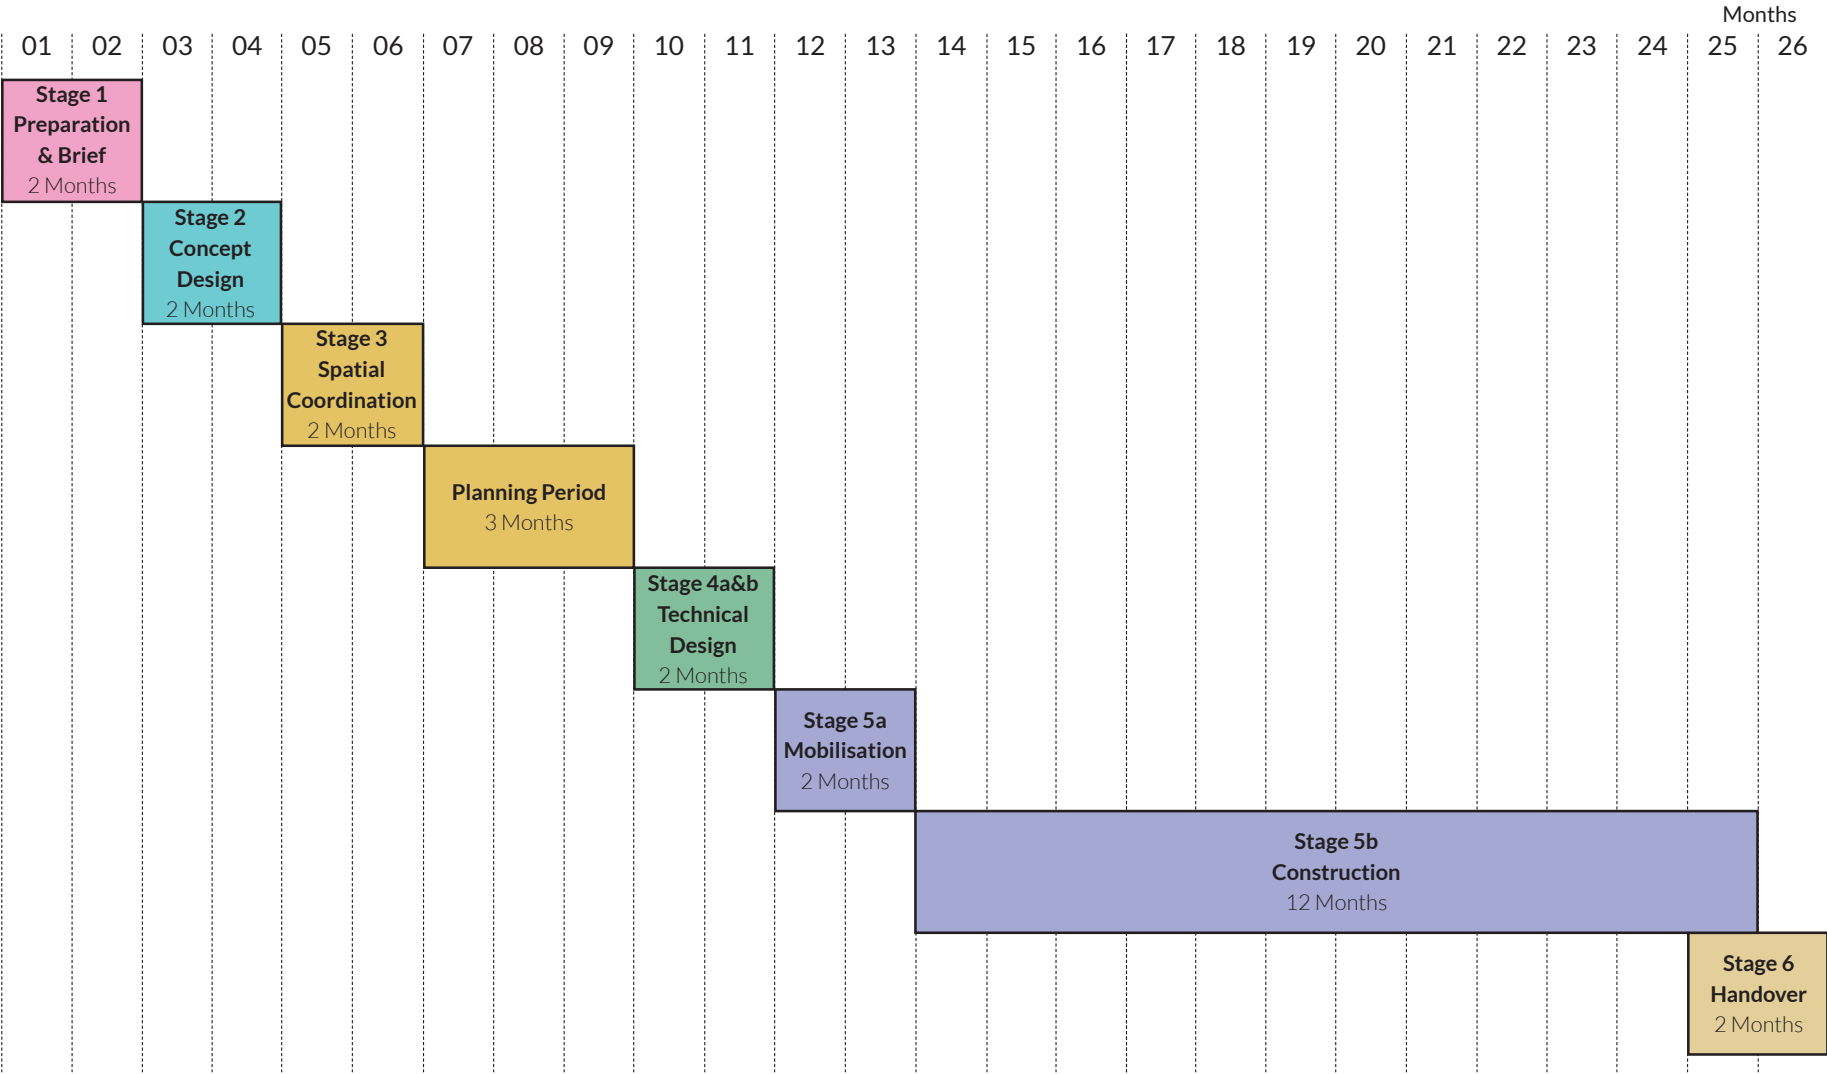 Months
01 02 03 04 05 06 07 08 09 10 11 12 13 14 15 16 17 18 19 20 21 22 23 24 25 26
Stage 1
Preparation
& Brief
2 Months
Stage 2
Concept
Design
2 Months
Stage 3
Spatial
Coordination
2 Months
Planning Period
3 Months
Stage 4a&b
Technical
Design
2 Months
Stage 5a
Mobilisation
2 Months
Stage 5b
Construction
12 Months
Stage 6
Handover
2 Months